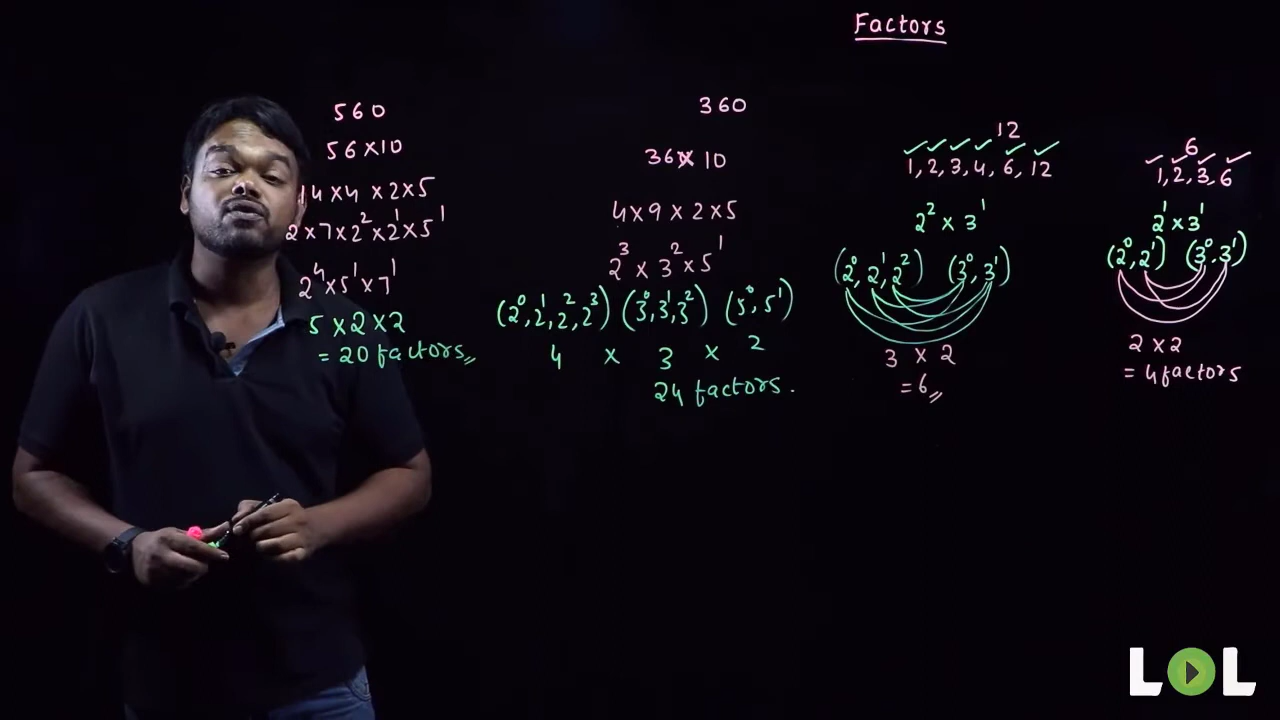 Factors
560
56×10
14×4 ×2×5
2×7×2²×2¹×5¹
2⁴×5¹×7¹
5 ×2 ×2
= 20 factors
360
36× 10
4×9 ×2×5
2³ × 3²×5¹
(2⁰, 2¹, 2², 2³) (3⁰, 3¹, 3²) (5⁰, 5¹)
4 × 3 × 2
24 factors.
12
1, 2, 3, 4, 6, 12
2² × 3¹
(2⁰, 2¹, 2²) (3⁰, 3¹)
3 × 2
= 6
6
1, 2, 3, 6
2¹ × 3¹
(2⁰, 2¹) (3⁰, 3¹)
2 × 2
= 4 factors
LOL